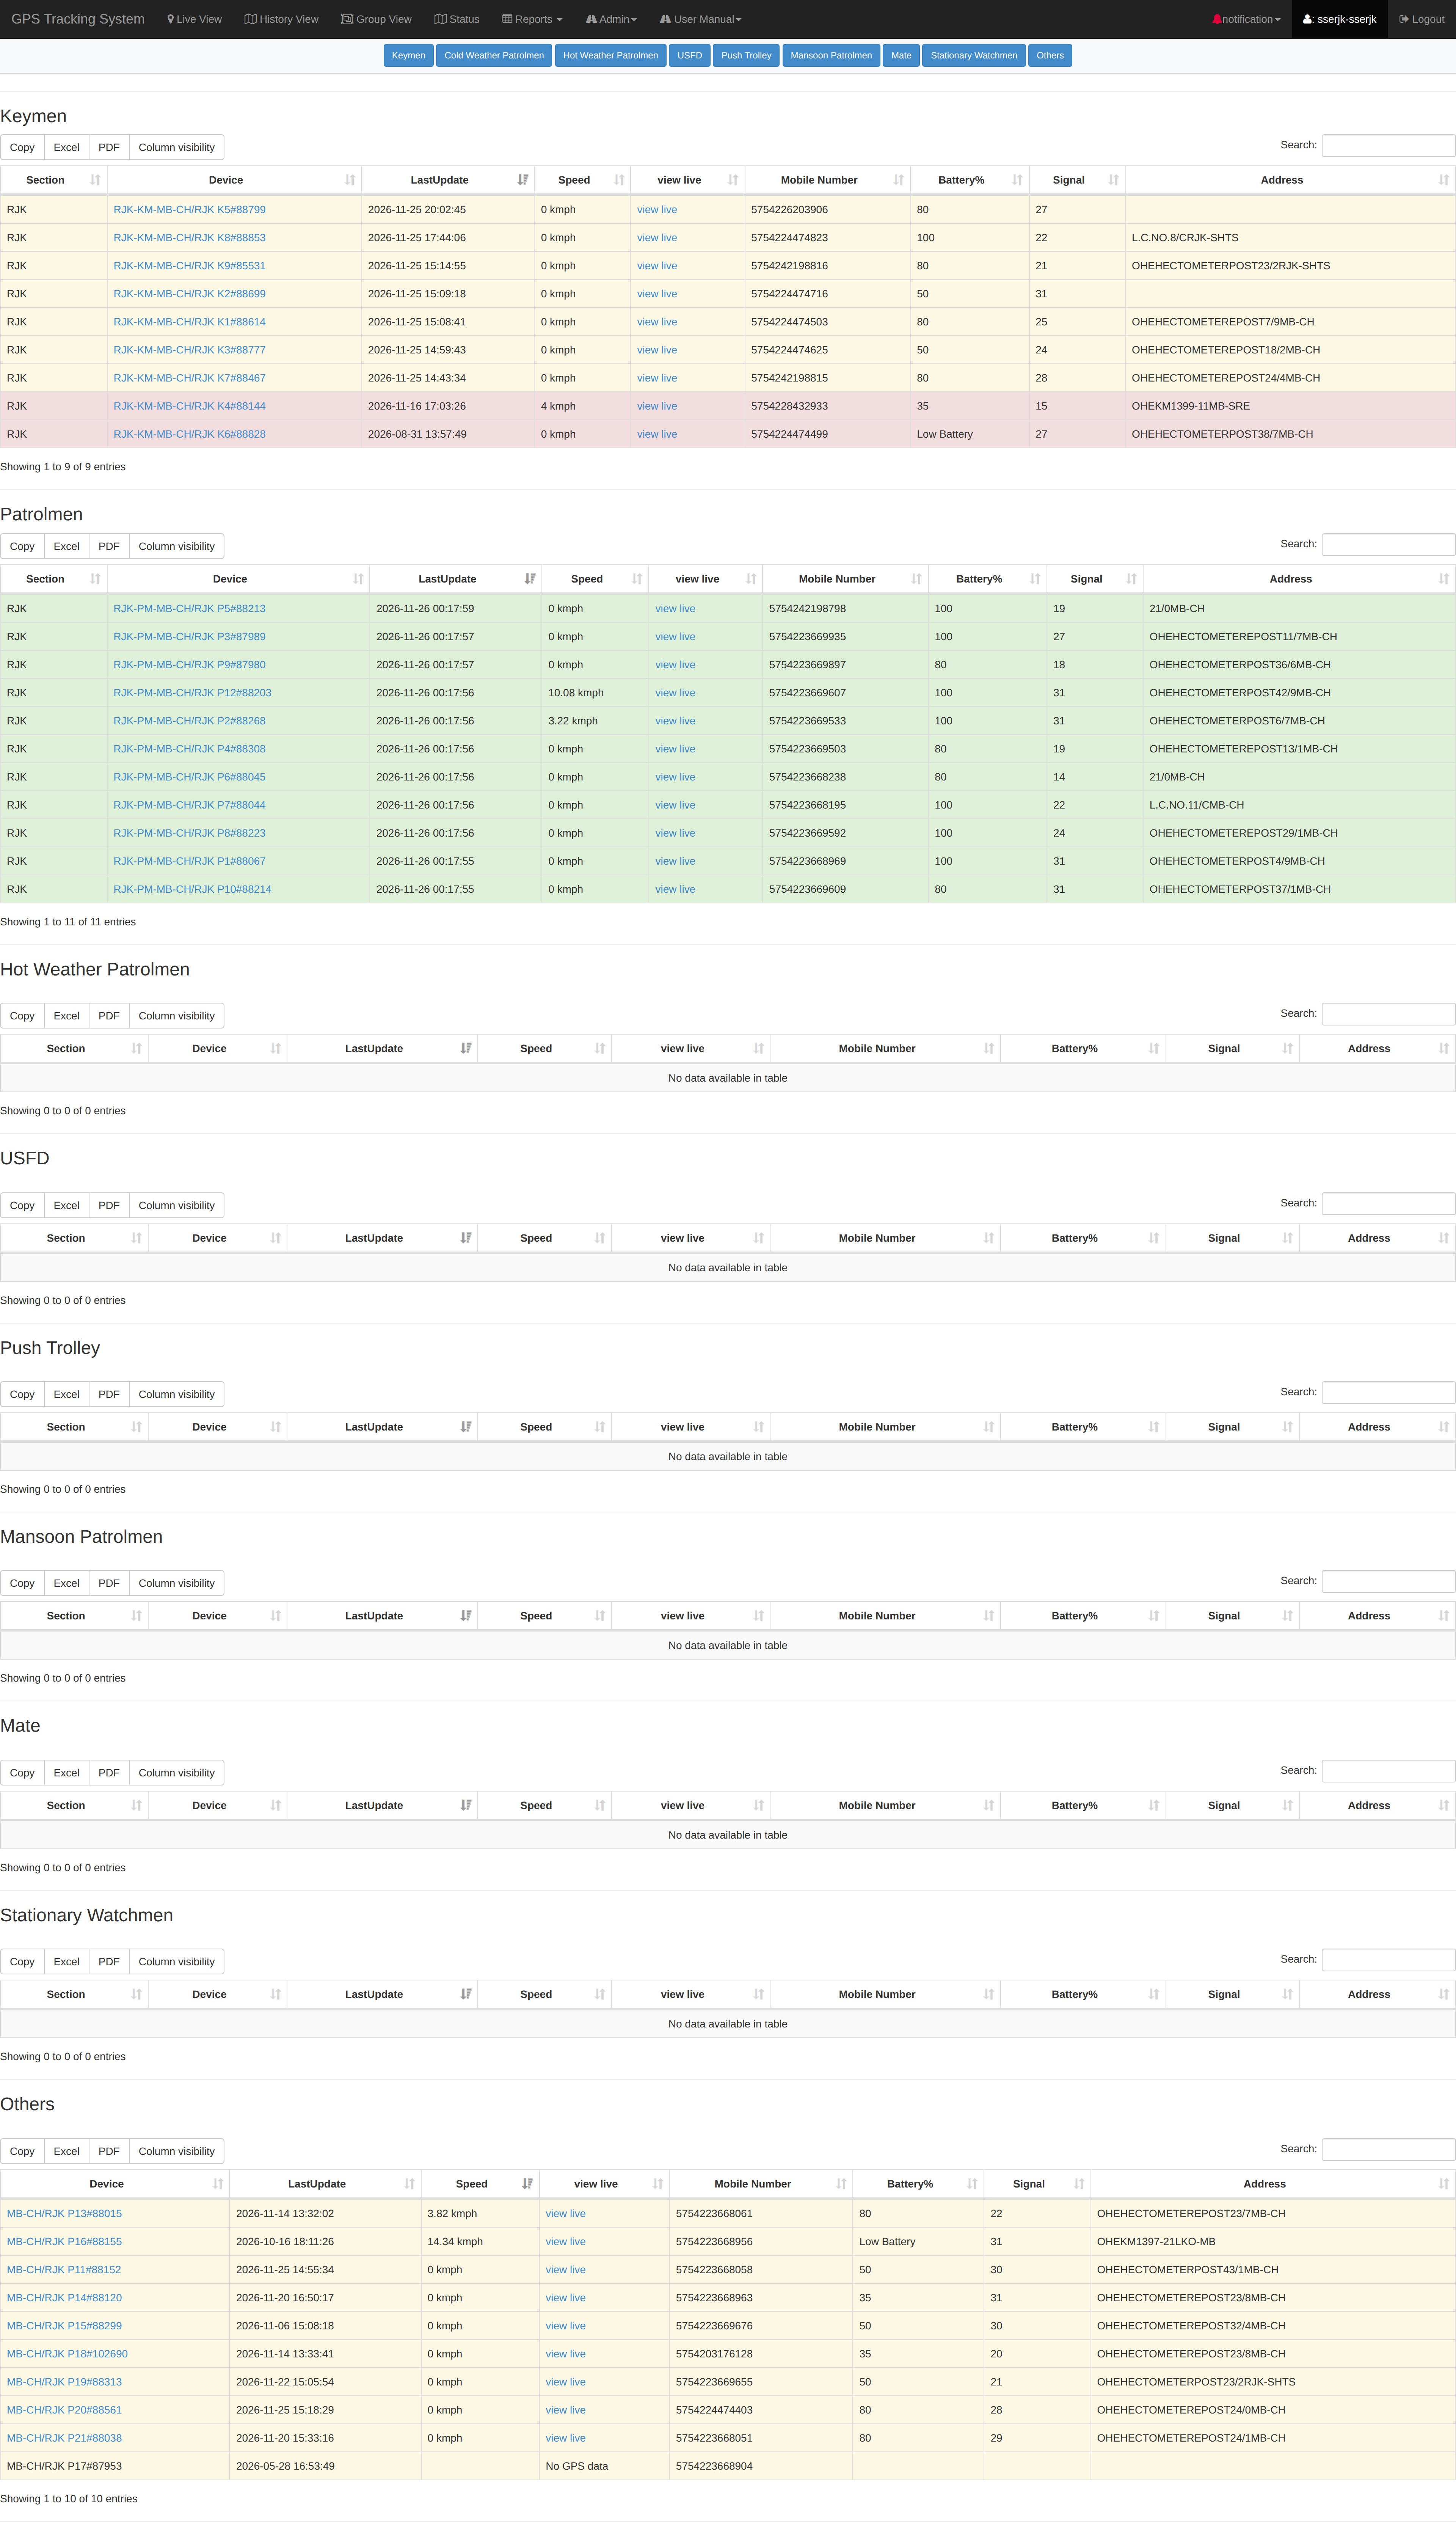 GPS Tracking System Live View History View Group View Status Reports Admin User Manual notification : sserjk-sserjk Logout
Keymen Cold Weather Patrolmen Hot Weather Patrolmen USFD Push Trolley Mansoon Patrolmen Mate Stationary Watchmen Others
Keymen
Copy Excel PDF Column visibility Search:
Section Device LastUpdate Speed view live Mobile Number Battery% Signal Address
RJK RJK-KM-MB-CH/RJK K5#88799 2026-11-25 20:02:45 0 kmph view live 5754226203906 80 27
RJK RJK-KM-MB-CH/RJK K8#88853 2026-11-25 17:44:06 0 kmph view live 5754224474823 100 22 L.C.NO.8/CRJK-SHTS
RJK RJK-KM-MB-CH/RJK K9#85531 2026-11-25 15:14:55 0 kmph view live 5754242198816 80 21 OHEHECTOMETERPOST23/2RJK-SHTS
RJK RJK-KM-MB-CH/RJK K2#88699 2026-11-25 15:09:18 0 kmph view live 5754224474716 50 31
RJK RJK-KM-MB-CH/RJK K1#88614 2026-11-25 15:08:41 0 kmph view live 5754224474503 80 25 OHEHECTOMETEREPOST7/9MB-CH
RJK RJK-KM-MB-CH/RJK K3#88777 2026-11-25 14:59:43 0 kmph view live 5754224474625 50 24 OHEHECTOMETEREPOST18/2MB-CH
RJK RJK-KM-MB-CH/RJK K7#88467 2026-11-25 14:43:34 0 kmph view live 5754242198815 80 28 OHEHECTOMETEREPOST24/4MB-CH
RJK RJK-KM-MB-CH/RJK K4#88144 2026-11-16 17:03:26 4 kmph view live 5754228432933 35 15 OHEKM1399-11MB-SRE
RJK RJK-KM-MB-CH/RJK K6#88828 2026-08-31 13:57:49 0 kmph view live 5754224474499 Low Battery 27 OHEHECTOMETERPOST38/7MB-CH
Showing 1 to 9 of 9 entries
Patrolmen
Copy Excel PDF Column visibility Search:
Section Device LastUpdate Speed view live Mobile Number Battery% Signal Address
RJK RJK-PM-MB-CH/RJK P5#88213 2026-11-26 00:17:59 0 kmph view live 5754242198798 100 19 21/0MB-CH
RJK RJK-PM-MB-CH/RJK P3#87989 2026-11-26 00:17:57 0 kmph view live 5754223669935 100 27 OHEHECTOMETEREPOST11/7MB-CH
RJK RJK-PM-MB-CH/RJK P9#87980 2026-11-26 00:17:57 0 kmph view live 5754223669897 80 18 OHEHECTOMETERPOST36/6MB-CH
RJK RJK-PM-MB-CH/RJK P12#88203 2026-11-26 00:17:56 10.08 kmph view live 5754223669607 100 31 OHEHECTOMETERPOST42/9MB-CH
RJK RJK-PM-MB-CH/RJK P2#88268 2026-11-26 00:17:56 3.22 kmph view live 5754223669533 100 31 OHEHECTOMETERPOST6/7MB-CH
RJK RJK-PM-MB-CH/RJK P4#88308 2026-11-26 00:17:56 0 kmph view live 5754223669503 80 19 OHEHECTOMETEREPOST13/1MB-CH
RJK RJK-PM-MB-CH/RJK P6#88045 2026-11-26 00:17:56 0 kmph view live 5754223668238 80 14 21/0MB-CH
RJK RJK-PM-MB-CH/RJK P7#88044 2026-11-26 00:17:56 0 kmph view live 5754223668195 100 22 L.C.NO.11/CMB-CH
RJK RJK-PM-MB-CH/RJK P8#88223 2026-11-26 00:17:56 0 kmph view live 5754223669592 100 24 OHEHECTOMETEREPOST29/1MB-CH
RJK RJK-PM-MB-CH/RJK P1#88067 2026-11-26 00:17:55 0 kmph view live 5754223668969 100 31 OHEHECTOMETERPOST4/9MB-CH
RJK RJK-PM-MB-CH/RJK P10#88214 2026-11-26 00:17:55 0 kmph view live 5754223669609 80 31 OHEHECTOMETERPOST37/1MB-CH
Showing 1 to 11 of 11 entries
Hot Weather Patrolmen
Copy Excel PDF Column visibility Search:
Section Device LastUpdate Speed view live Mobile Number Battery% Signal Address
No data available in table
Showing 0 to 0 of 0 entries
USFD
Copy Excel PDF Column visibility Search:
Section Device LastUpdate Speed view live Mobile Number Battery% Signal Address
No data available in table
Showing 0 to 0 of 0 entries
Push Trolley
Copy Excel PDF Column visibility Search:
Section Device LastUpdate Speed view live Mobile Number Battery% Signal Address
No data available in table
Showing 0 to 0 of 0 entries
Mansoon Patrolmen
Copy Excel PDF Column visibility Search:
Section Device LastUpdate Speed view live Mobile Number Battery% Signal Address
No data available in table
Showing 0 to 0 of 0 entries
Mate
Copy Excel PDF Column visibility Search:
Section Device LastUpdate Speed view live Mobile Number Battery% Signal Address
No data available in table
Showing 0 to 0 of 0 entries
Stationary Watchmen
Copy Excel PDF Column visibility Search:
Section Device LastUpdate Speed view live Mobile Number Battery% Signal Address
No data available in table
Showing 0 to 0 of 0 entries
Others
Copy Excel PDF Column visibility Search:
Device LastUpdate Speed view live Mobile Number Battery% Signal Address
MB-CH/RJK P13#88015 2026-11-14 13:32:02 3.82 kmph view live 5754223668061 80 22 OHEHECTOMETEREPOST23/7MB-CH
MB-CH/RJK P16#88155 2026-10-16 18:11:26 14.34 kmph view live 5754223668956 Low Battery 31 OHEKM1397-21LKO-MB
MB-CH/RJK P11#88152 2026-11-25 14:55:34 0 kmph view live 5754223668058 50 30 OHEHECTOMETERPOST43/1MB-CH
MB-CH/RJK P14#88120 2026-11-20 16:50:17 0 kmph view live 5754223668963 35 31 OHEHECTOMETEREPOST23/8MB-CH
MB-CH/RJK P15#88299 2026-11-06 15:08:18 0 kmph view live 5754223669676 50 30 OHEHECTOMETEREPOST32/4MB-CH
MB-CH/RJK P18#102690 2026-11-14 13:33:41 0 kmph view live 5754203176128 35 20 OHEHECTOMETEREPOST23/8MB-CH
MB-CH/RJK P19#88313 2026-11-22 15:05:54 0 kmph view live 5754223669655 50 21 OHEHECTOMETERPOST23/2RJK-SHTS
MB-CH/RJK P20#88561 2026-11-25 15:18:29 0 kmph view live 5754224474403 80 28 OHEHECTOMETEREPOST24/0MB-CH
MB-CH/RJK P21#88038 2026-11-20 15:33:16 0 kmph view live 5754223668051 80 29 OHEHECTOMETEREPOST24/1MB-CH
MB-CH/RJK P17#87953 2026-05-28 16:53:49 No GPS data 5754223668904
Showing 1 to 10 of 10 entries